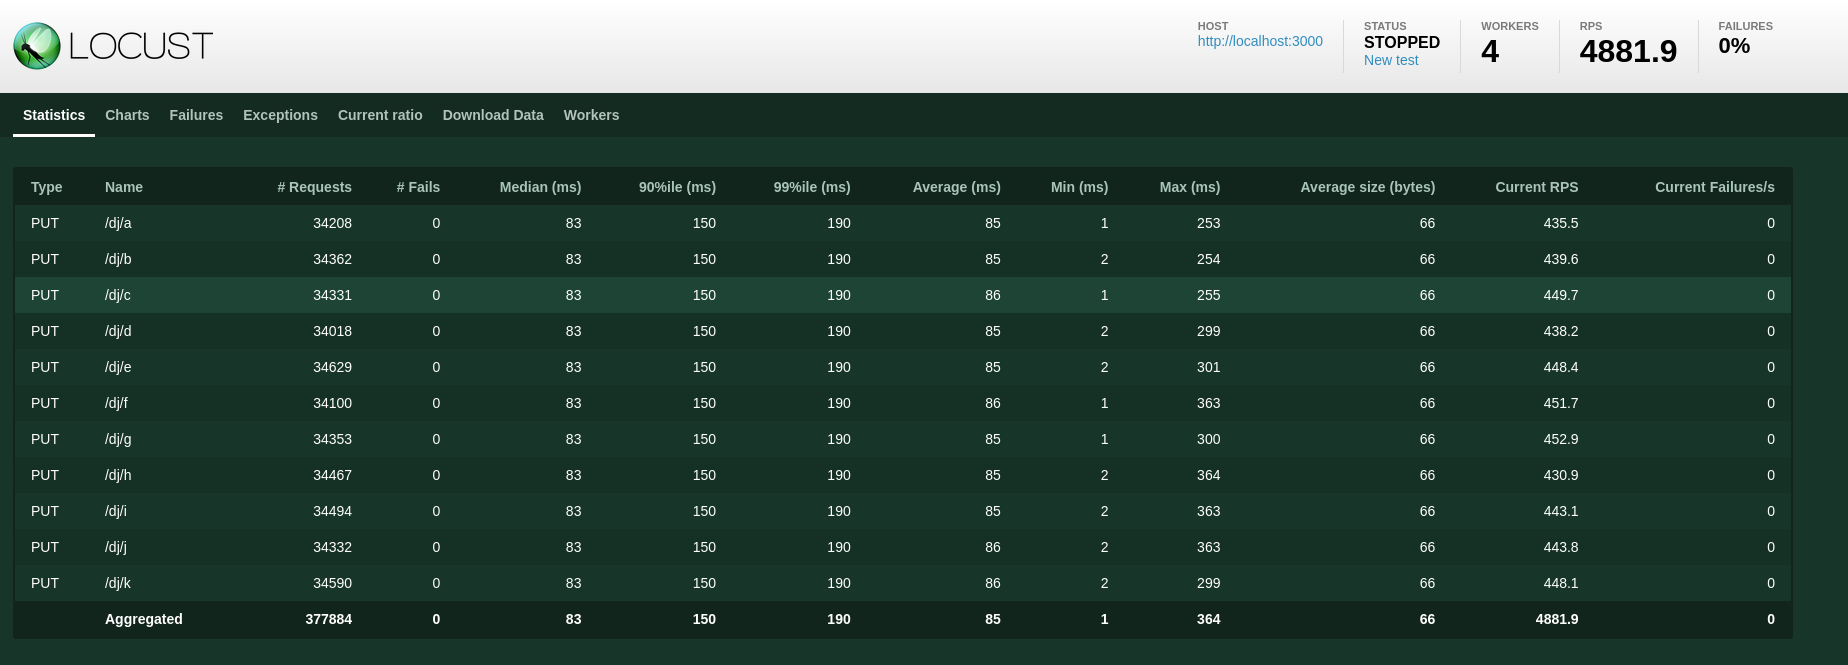 LOCUST
HOST
http://localhost:3000
STATUS
STOPPED
New test
WORKERS
4
RPS
4881.9
FAILURES
0%
Statistics Charts Failures Exceptions Current ratio Download Data Workers
Type Name # Requests # Fails Median (ms) 90%ile (ms) 99%ile (ms) Average (ms) Min (ms) Max (ms) Average size (bytes) Current RPS Current Failures/s
PUT /dj/a 34208 0 83 150 190 85 1 253 66 435.5 0
PUT /dj/b 34362 0 83 150 190 85 2 254 66 439.6 0
PUT /dj/c 34331 0 83 150 190 86 1 255 66 449.7 0
PUT /dj/d 34018 0 83 150 190 85 2 299 66 438.2 0
PUT /dj/e 34629 0 83 150 190 85 2 301 66 448.4 0
PUT /dj/f 34100 0 83 150 190 86 1 363 66 451.7 0
PUT /dj/g 34353 0 83 150 190 85 1 300 66 452.9 0
PUT /dj/h 34467 0 83 150 190 85 2 364 66 430.9 0
PUT /dj/i 34494 0 83 150 190 85 2 363 66 443.1 0
PUT /dj/j 34332 0 83 150 190 86 2 363 66 443.8 0
PUT /dj/k 34590 0 83 150 190 86 2 299 66 448.1 0
Aggregated 377884 0 83 150 190 85 1 364 66 4881.9 0